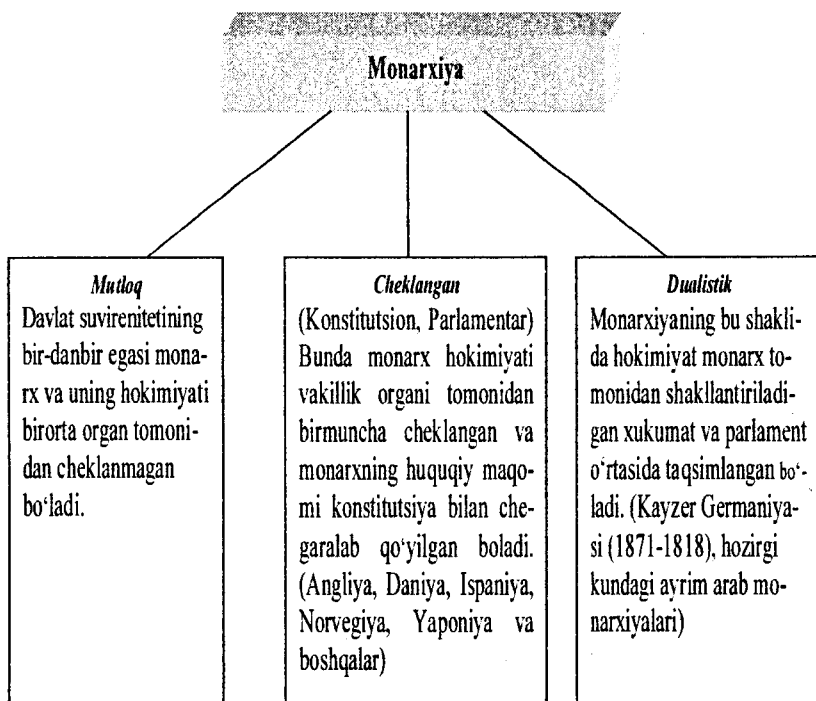 Monarxiya
Mutloq
Davlat suvirenitetining
bir-danbir egasi mona-
rx va uning hokimiyati
birorta organ tomoni-
dan cheklanmagan
bo‘ladi.
Cheklangan
(Konstitutsion, Parlamentar)
Bunda monarx hokimiyati
vakillik organi tomonidan
birmuncha cheklangan va
monarxning huquqiy maqo-
mi konstitutsiya bilan che-
garalab qo‘yilgan boladi.
(Angliya, Daniya, Ispaniya,
Norvegiya, Yaponiya va
boshqalar)
Dualistik
Monarxiyaning bu shakli-
da hokimiyat monarx to-
monidan shakllantiriladi-
gan xukumat va parlament
o‘rtasida taqsimlangan bo‘-
ladi. (Kayzer Germaniya-
si (1871-1818), hozirgi
kundagi ayrim arab mo-
narxiyalari)